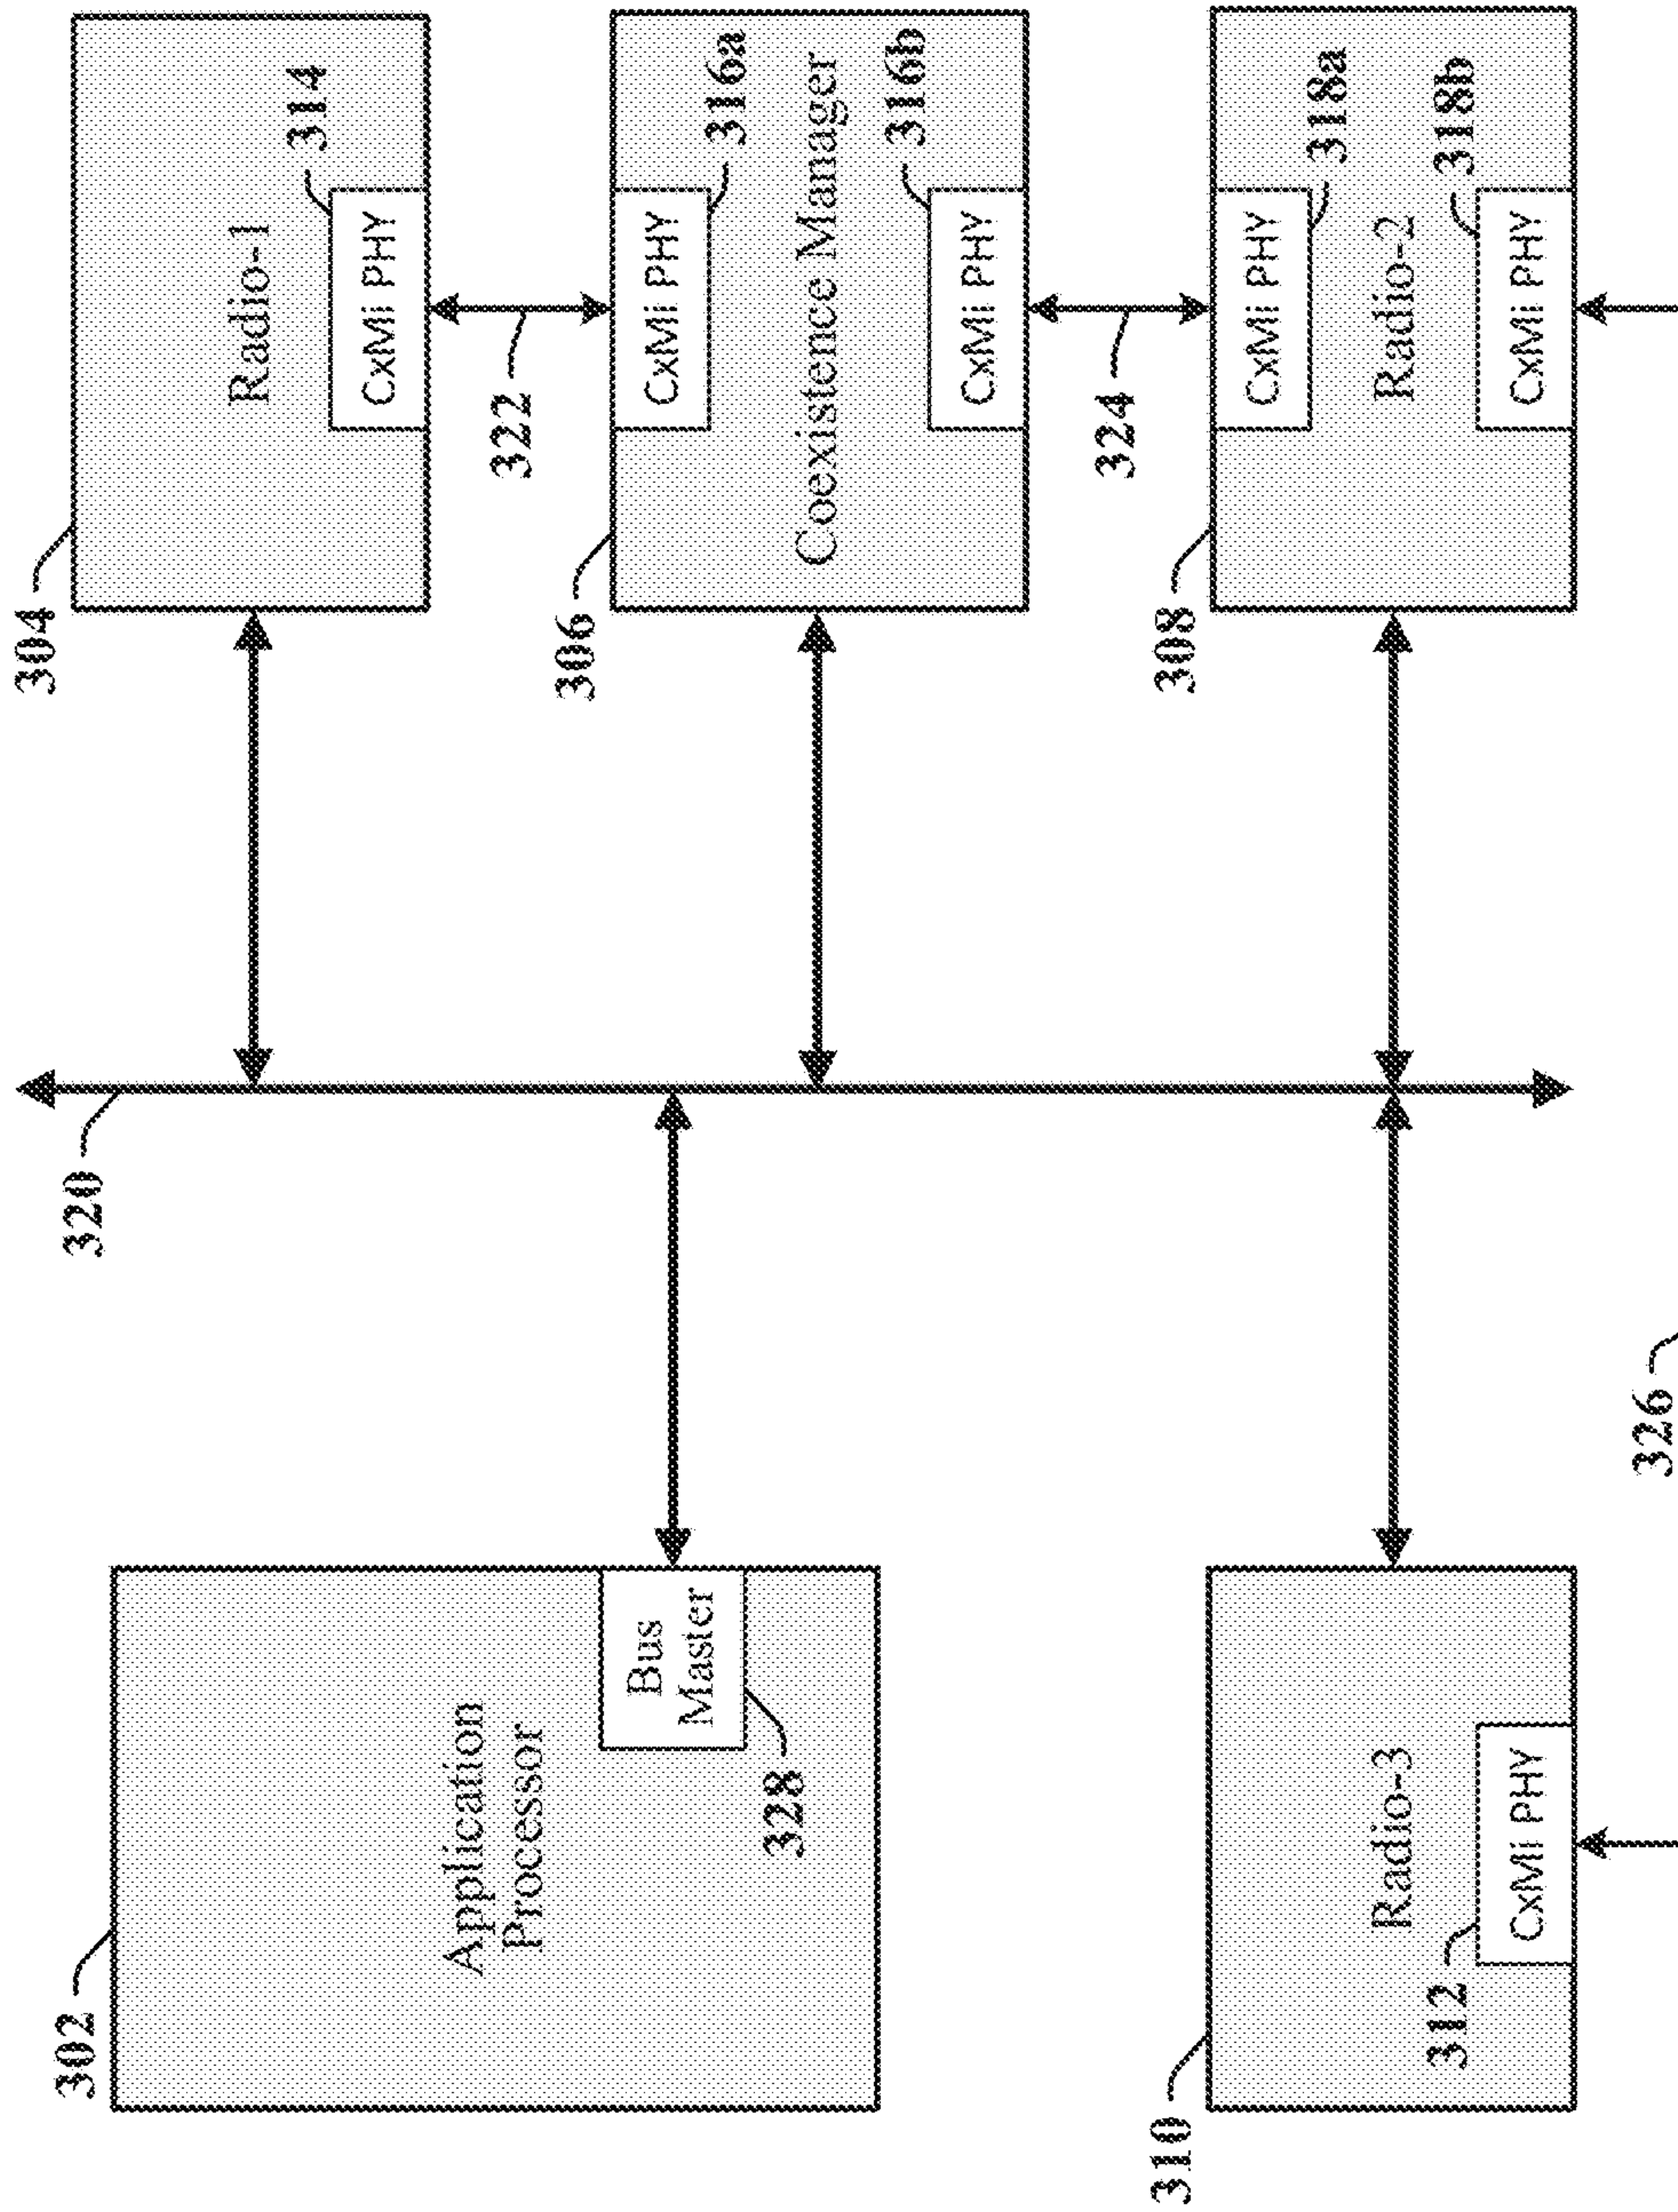 302
Application
Processor
Bus
Master
328
320
304
Radio-1
314
CxMi PHY
322
306
CxMi PHY
316a
Coexistence Manager
316b
CxMi PHY
324
310
Radio-3
312
CxMi PHY
308
CxMi PHY
318a
Radio-2
318b
CxMi PHY
326